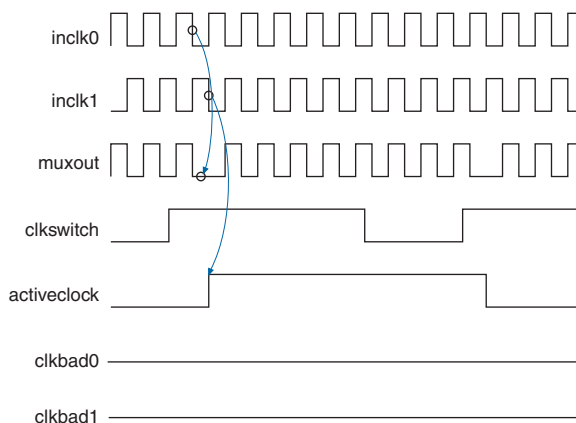 inclk0
inclk1
muxout
clkswitch
activeclock
clkbad0
clkbad1